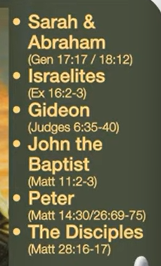 • Sarah &
Abraham
(Gen 17:17 / 18:12)
• Israelites
(Ex 16:2-3)
• Gideon
(Judges 6:35-40)
• John the
Baptist
(Matt 11:2-3)
• Peter
(Matt 14:30/26:69-75)
• The Disciples
(Matt 28:16-17)